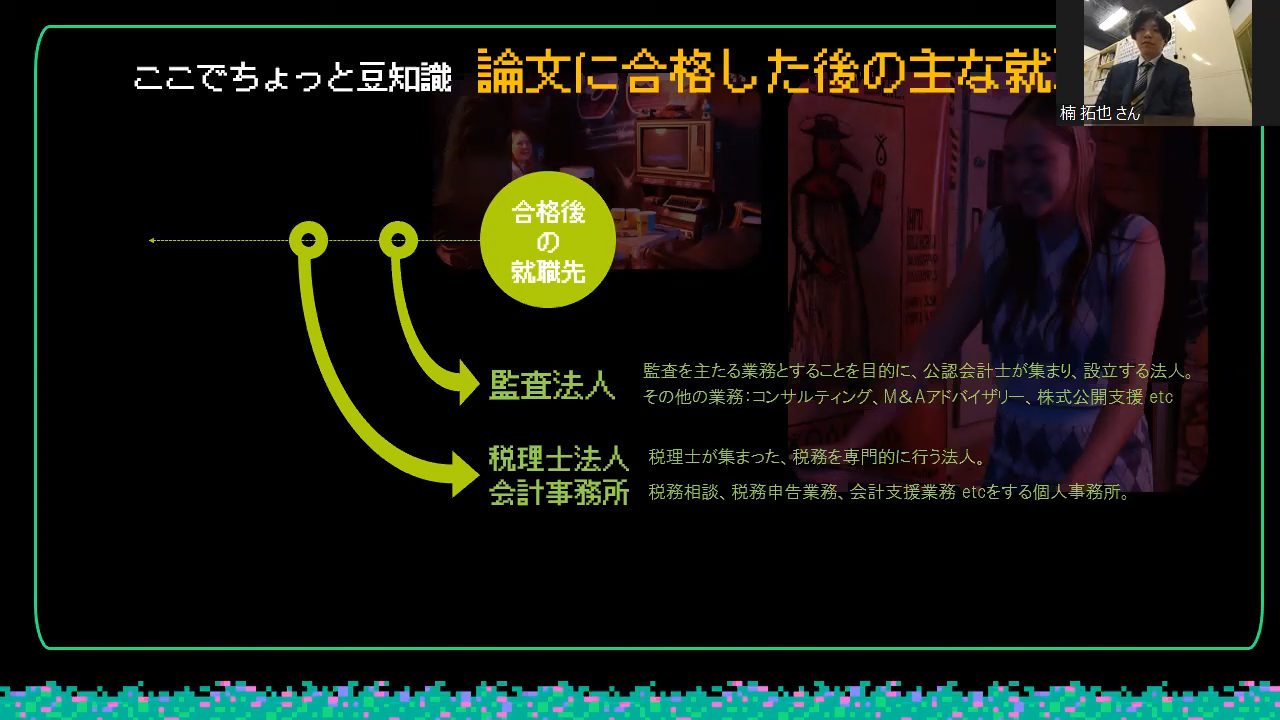 ここでちょっと豆知識 論文に合格した後の主な就
楠 拓也 さん
合格後
の
就職先
監査法人
監査を主たる業務とすることを目的に、公認会計士が集まり、設立する法人。
その他の業務：コンサルティング、M＆Aアドバイザリー、株式公開支援 etc
税理士法人
税理士が集まった、税務を専門的に行う法人。
会計事務所
税務相談、税務申告業務、会計支援業務 etcをする個人事務所。